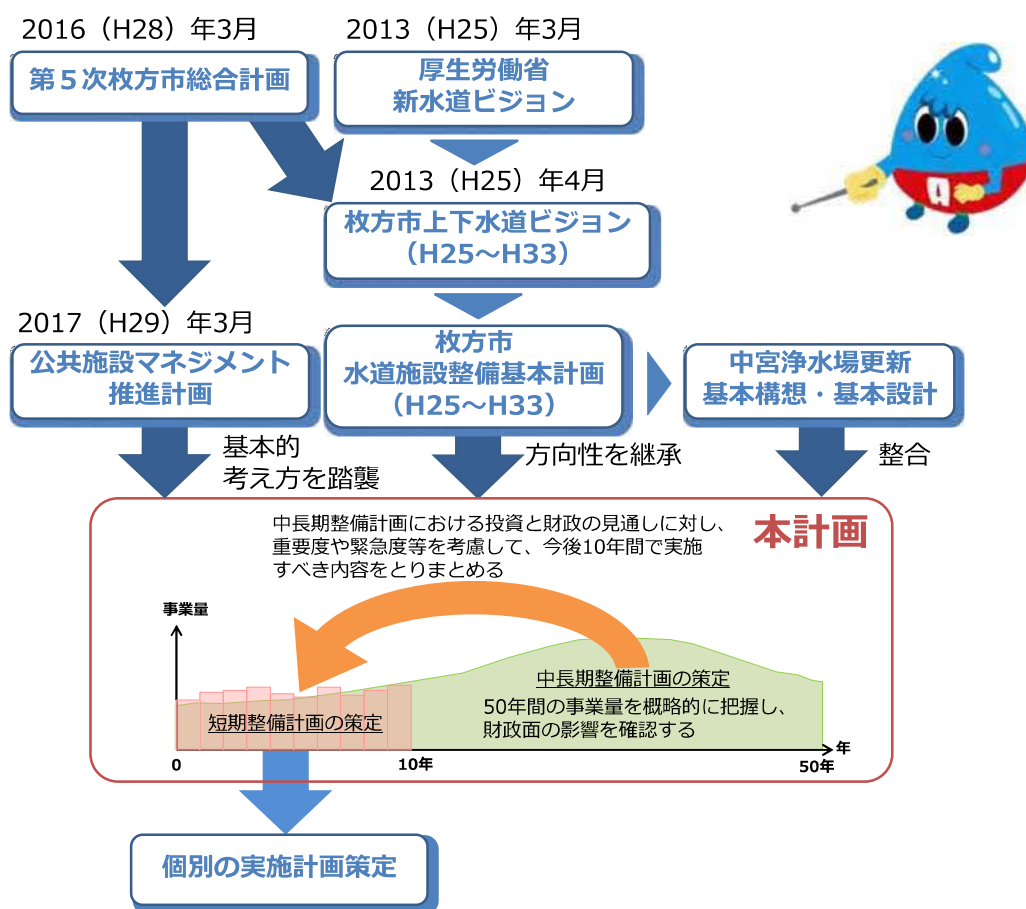 2016（H28）年3月
第５次枚方市総合計画
2013（H25）年3月
厚生労働省
新水道ビジョン
2013（H25）年4月
枚方市上下水道ビジョン
（H25～H33）
2017（H29）年3月
公共施設マネジメント
推進計画
枚方市
水道施設整備基本計画
（H25～H33）
中宮浄水場更新
基本構想・基本設計
基本的
考え方を踏襲
方向性を継承
整合
本計画
中長期整備計画における投資と財政の見通しに対し、
重要度や緊急度等を考慮して、今後10年間で実施
すべき内容をとりまとめる
事業量
中長期整備計画の策定
50年間の事業量を概略的に把握し、
財政面の影響を確認する
短期整備計画の策定
年
0
10年
50年
個別の実施計画策定
A